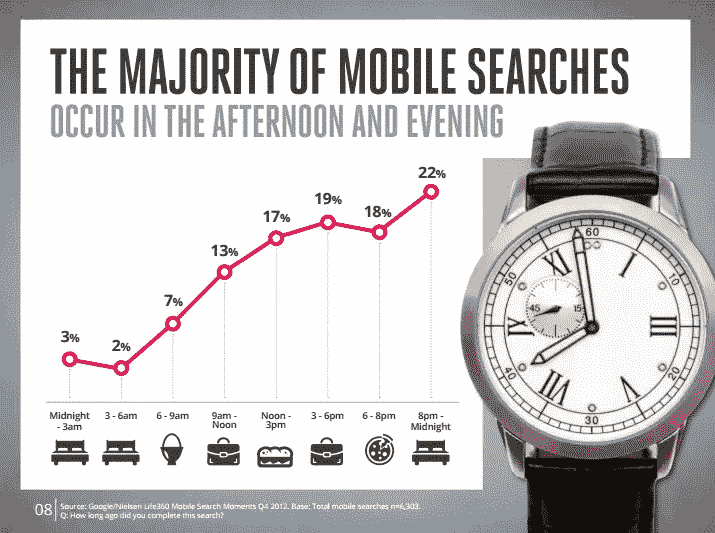 THE MAJORITY OF MOBILE SEARCHES
OCCUR IN THE AFTERNOON AND EVENING
3%
2%
7%
13%
17%
19%
18%
22%
Midnight
- 3am
3 - 6am
6 - 9am
9am -
Noon
Noon -
3pm
3 - 6pm
6 - 8pm
8pm -
Midnight
60
XI
I
50
10
45
15
III
40
20
VII
V
30
08
Source: Google/Nielsen Life360 Mobile Search Moments Q4 2012. Base; Total mobile searches n=6,303.
Q: How long ago did you complete this search?